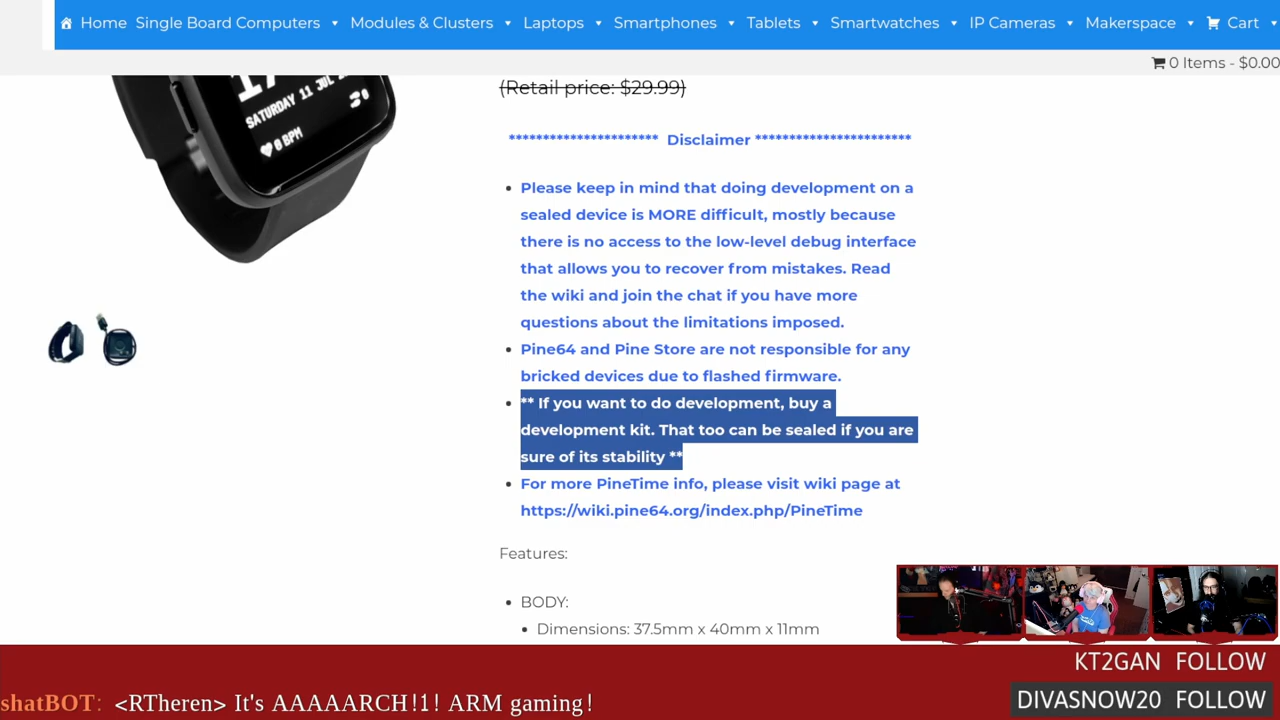 Home Single Board Computers Modules & Clusters Laptops Smartphones Tablets Smartwatches IP Cameras Makerspace Cart
0 Items - $0.00
(Retail price: $29.99)
SATURDAY 11 JUL
0 BPM
********************** Disclaimer ***********************
Please keep in mind that doing development on a
sealed device is MORE difficult, mostly because
there is no access to the low-level debug interface
that allows you to recover from mistakes. Read
the wiki and join the chat if you have more
questions about the limitations imposed.
Pine64 and Pine Store are not responsible for any
bricked devices due to flashed firmware.
** If you want to do development, buy a
development kit. That too can be sealed if you are
sure of its stability **
For more PineTime info, please visit wiki page at
https://wiki.pine64.org/index.php/PineTime
Features:
BODY:
Dimensions: 37.5mm x 40mm x 11mm
KT2GAN FOLLOW
shatBOT: <RTheren> It's AAAAARCH!1! ARM gaming!
DIVASNOW20 FOLLOW